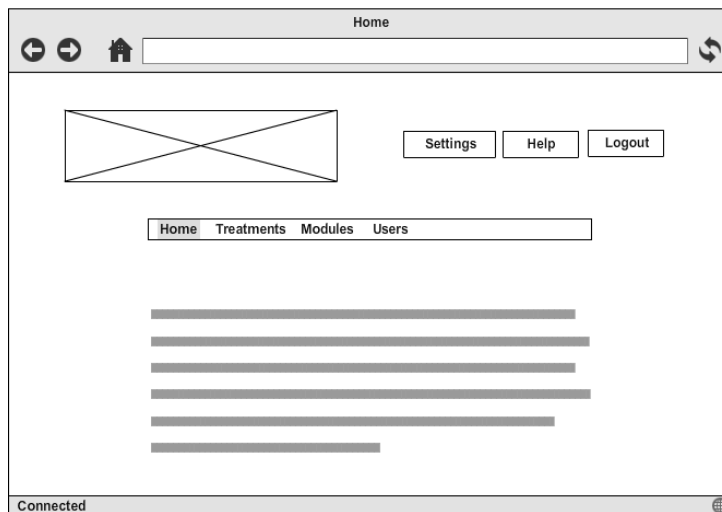 Home
Settings Help Logout
Home Treatments Modules Users
Connected